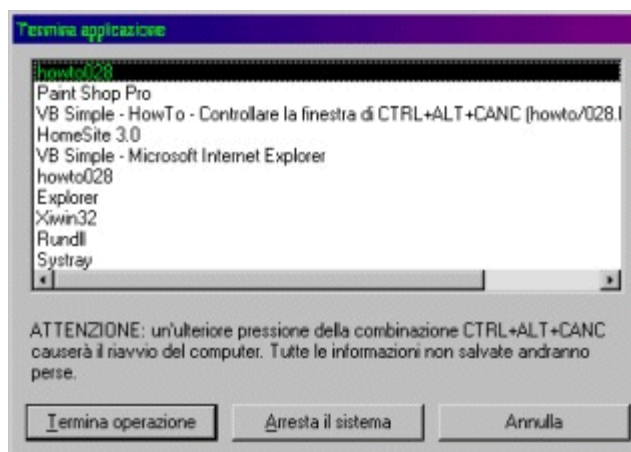 Termina applicazione
howto028
Paint Shop Pro
VB Simple - HowTo - Controllare la finestra di CTRL+ALT+CANC (howto/028.
HomeSite 3.0
VB Simple - Microsoft Internet Explorer
howto028
Explorer
Xiwin32
Rundll
Systray
ATTENZIONE: un'ulteriore pressione della combinazione CTRL+ALT+CANC
causerà il riavvio del computer. Tutte le informazioni non salvate andranno
perse.
Termina operazione
Arresta il sistema
Annulla